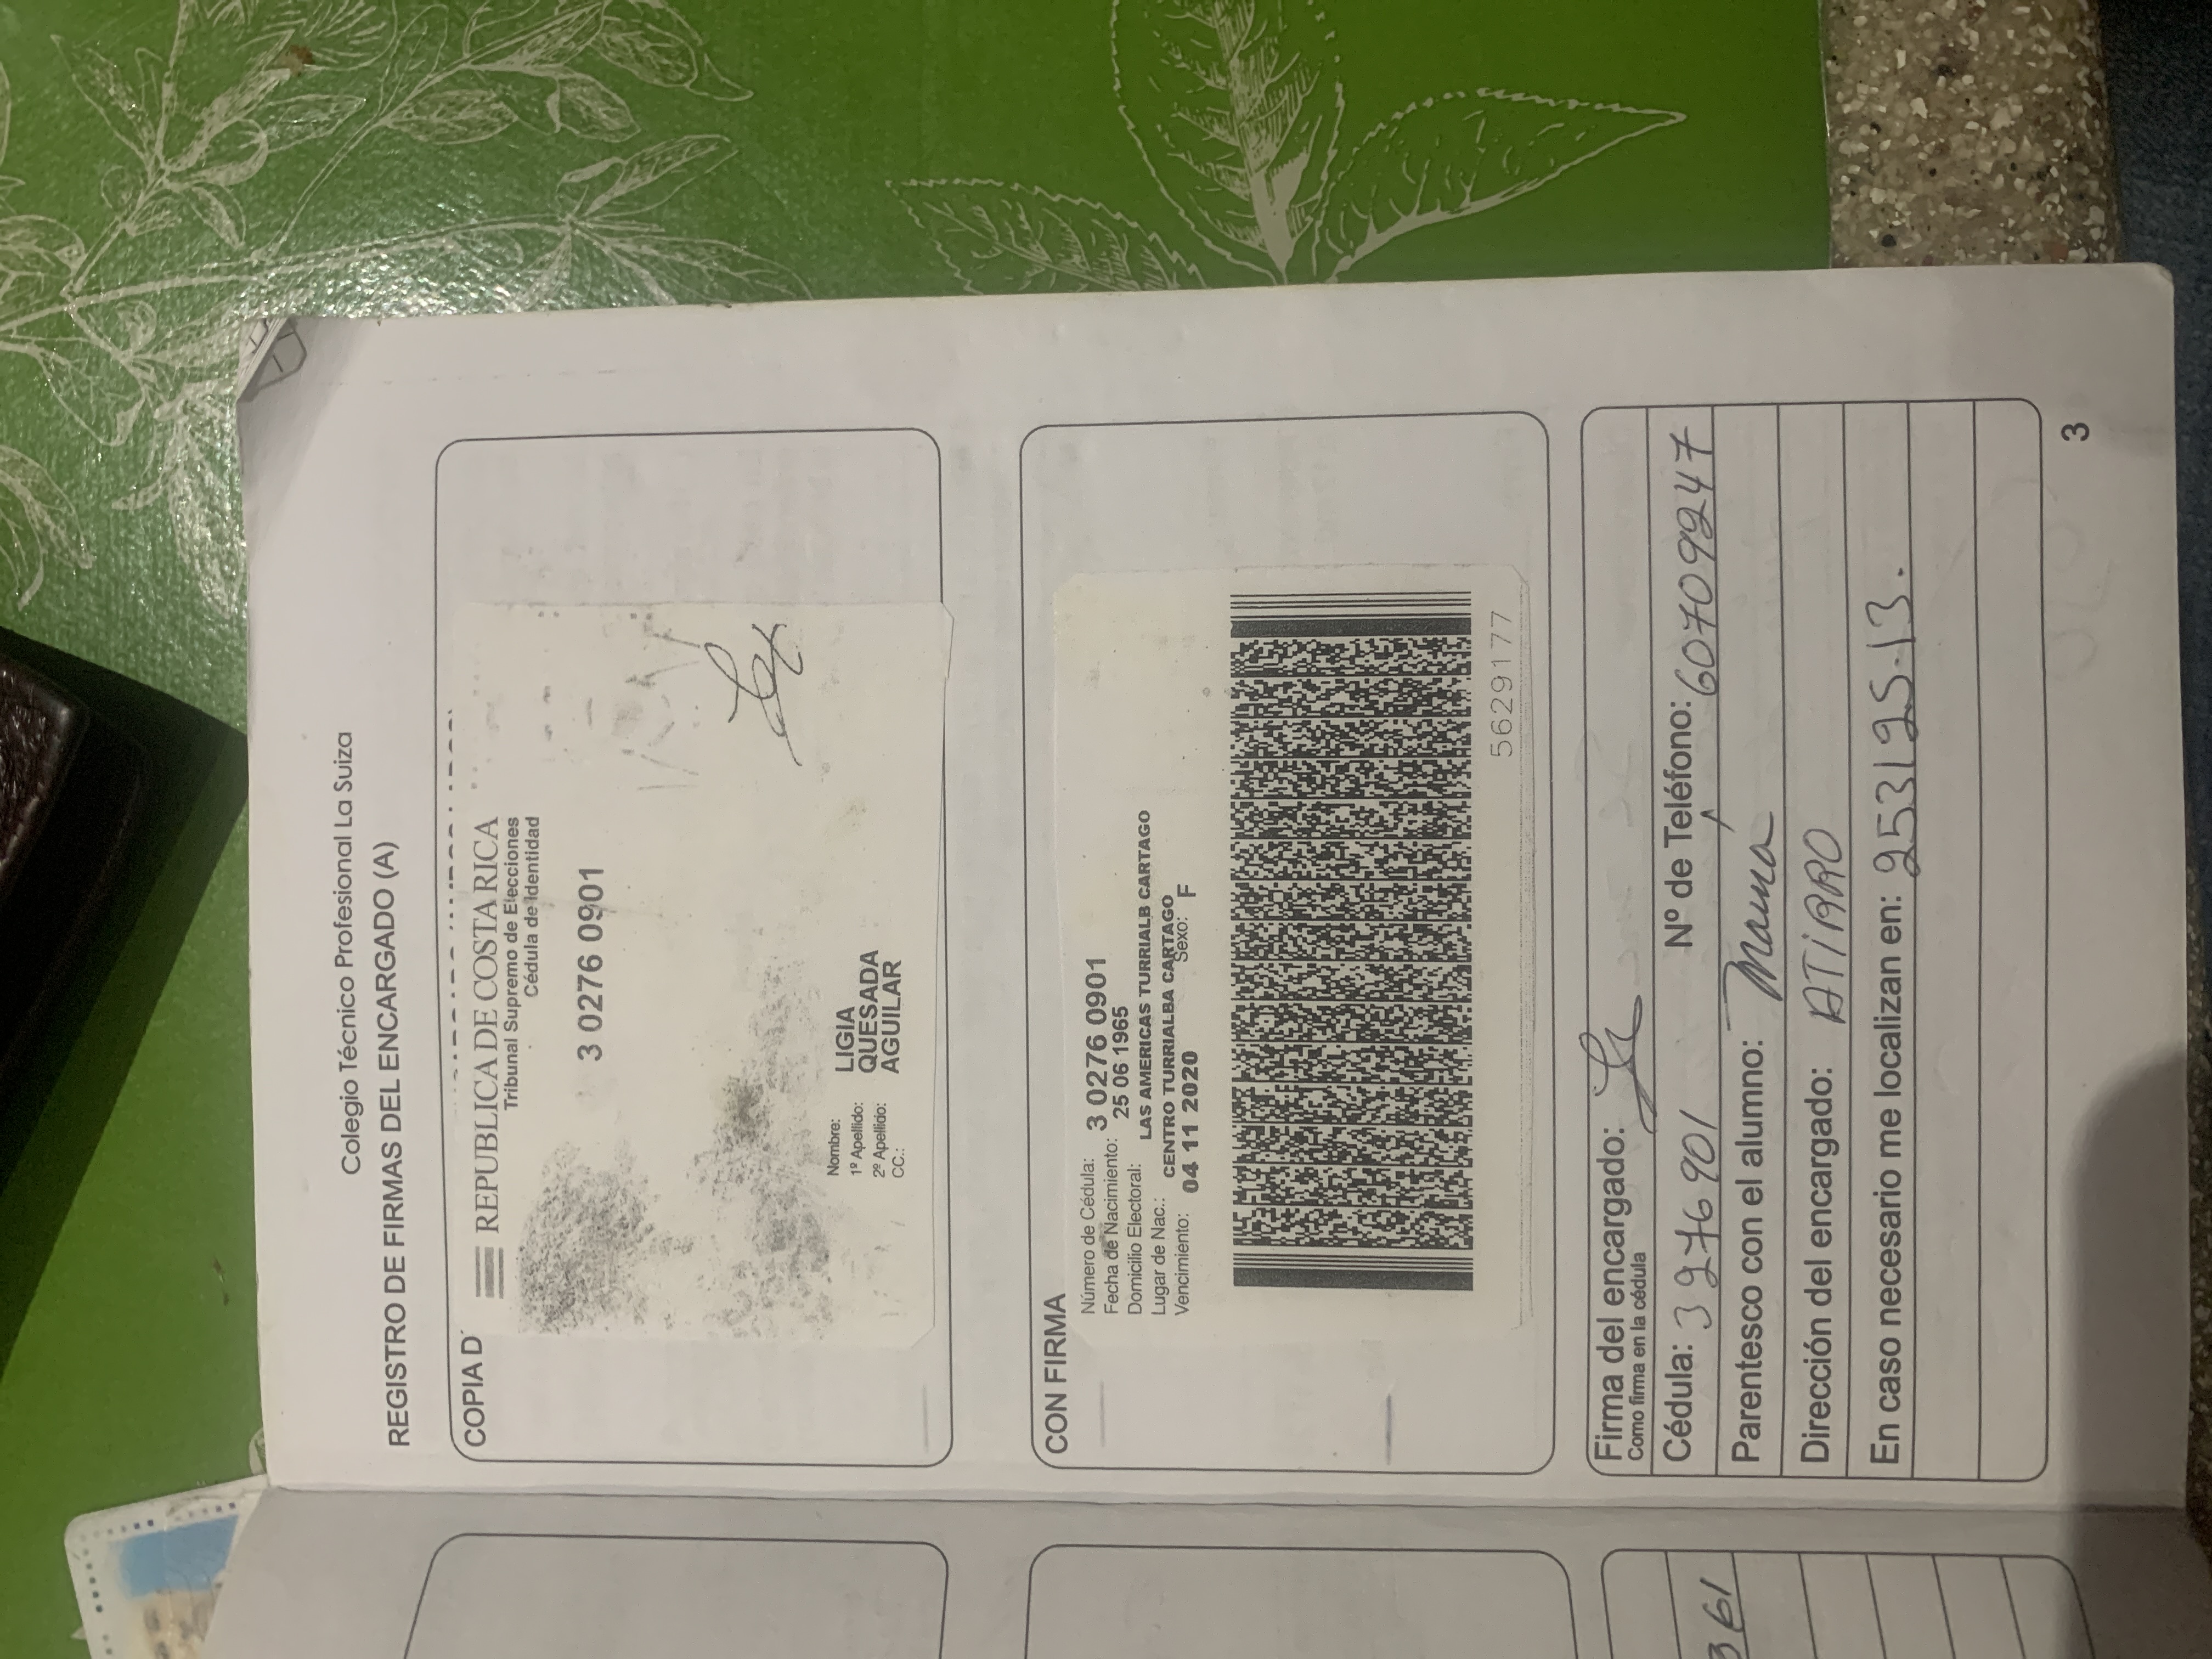 Colegio Técnico Profesional La Suiza
REGISTRO DE FIRMAS DEL ENCARGADO (A)
COPIA D
REPUBLICA DE COSTA RICA
Tribunal Supremo de Elecciones
Cédula de Identidad
3 0276 0901
Nombre: LIGIA
1º Apellido: QUESADA
2º Apellido: AGUILAR
CC.:
CON FIRMA
Número de Cédula: 3 0276 0901
Fecha de Nacimiento: 25 06 1965
Domicilio Electoral: LAS AMERICAS TURRIALB CARTAGO
Lugar de Nac.: CENTRO TURRIALBA CARTAGO
Vencimiento: 04 11 2020 Sexo: F
5629177
Firma del encargado:
Como firma en la cédula
Cédula: 3276901 Nº de Teléfono: 60709247
361
Parentesco con el alumno: Mamá
Dirección del encargado: ATiRRO
En caso necesario me localizan en: 25312513.
3